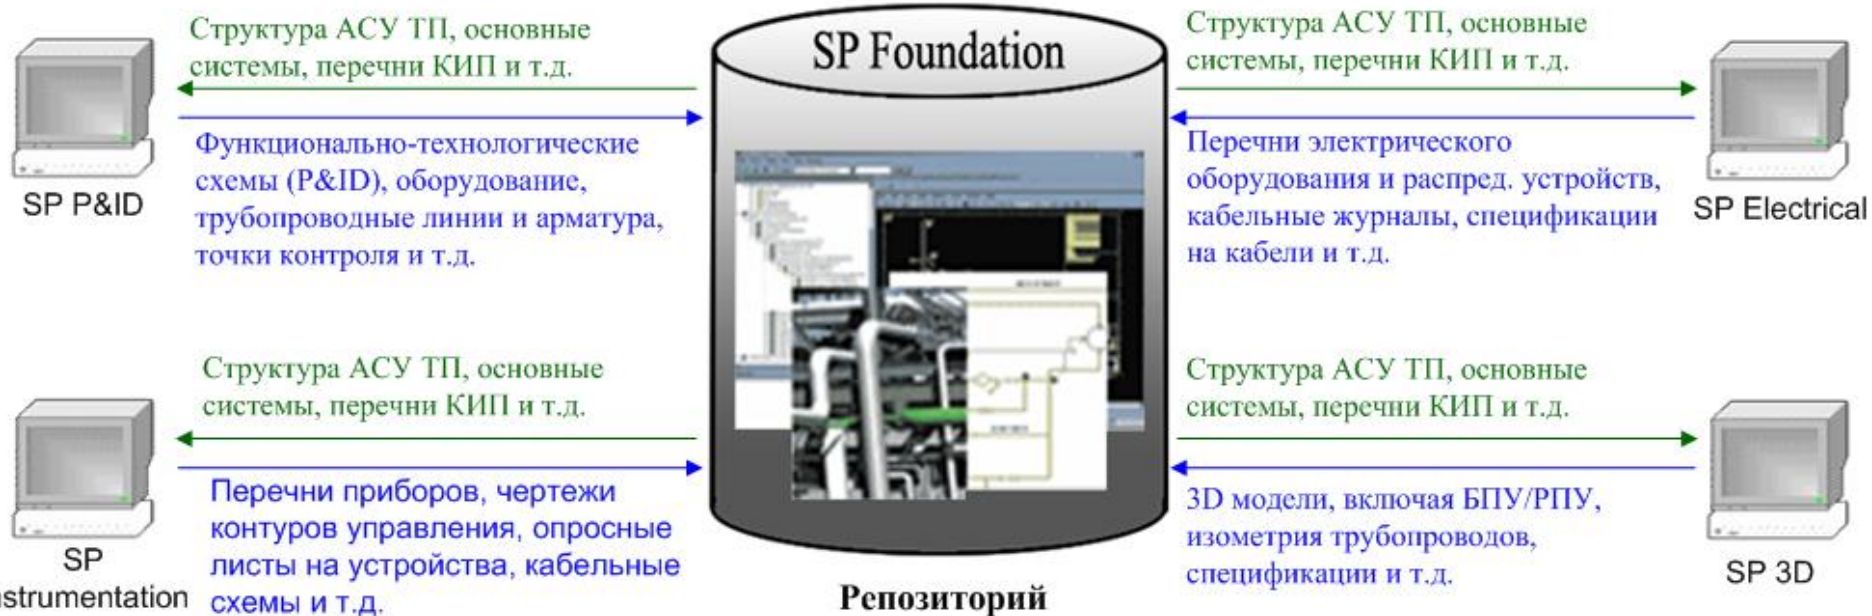 Структура АСУ ТП, основные
системы, перечни КИП и т.д.
Функционально-технологические
схемы (P&ID), оборудование,
трубопроводные линии и арматура,
точки контроля и т.д.
SP P&ID
SP Foundation
Структура АСУ ТП, основные
системы, перечни КИП и т.д.
Перечни электрического
оборудования и распред. устройств,
кабельные журналы, спецификации
на кабели и т.д.
SP Electrical
Структура АСУ ТП, основные
системы, перечни КИП и т.д.
Перечни приборов, чертежи
контуров управления, опросные
листы на устройства, кабельные
схемы и т.д.
SP
nstrumentation
Структура АСУ ТП, основные
системы, перечни КИП и т.д.
3D модели, включая БПУ/РПУ,
изометрия трубопроводов,
спецификации и т.д.
SP 3D
Репозиторий